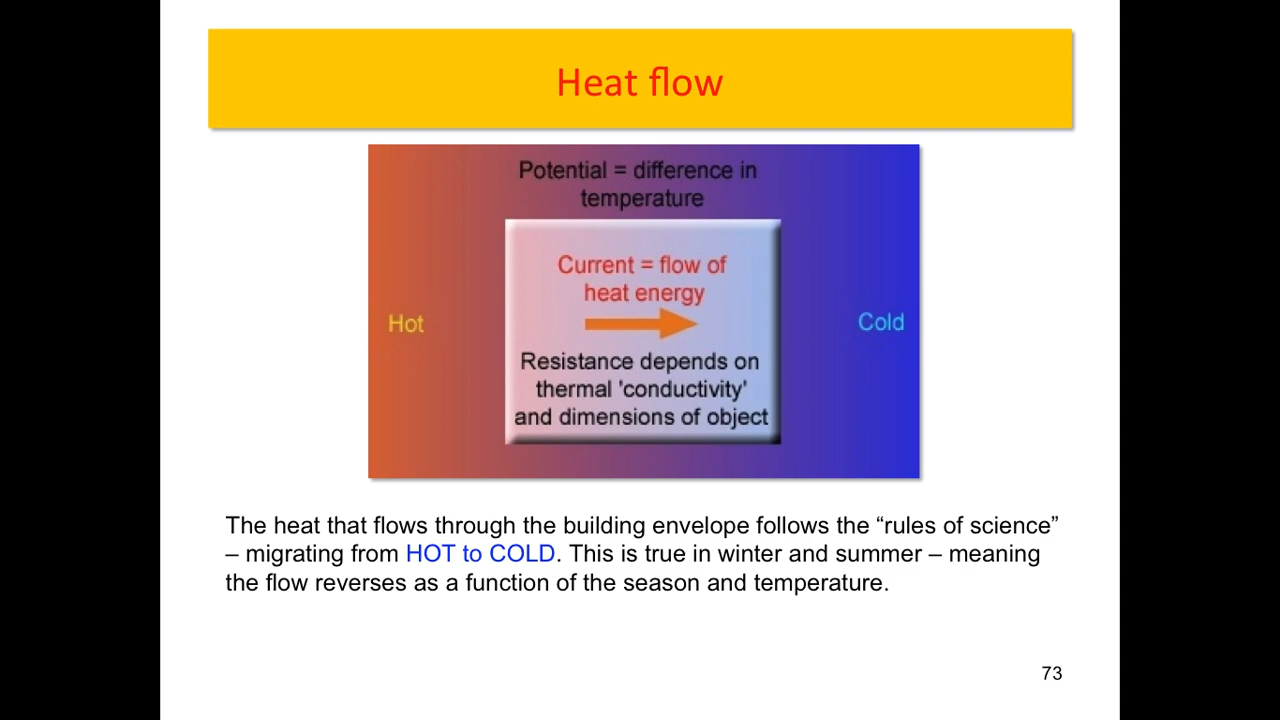 Heat flow
Potential = difference in
temperature
Current = flow of
heat energy
Hot
Cold
Resistance depends on
thermal 'conductivity'
and dimensions of object
The heat that flows through the building envelope follows the “rules of science”
– migrating from HOT to COLD. This is true in winter and summer – meaning
the flow reverses as a function of the season and temperature.
73